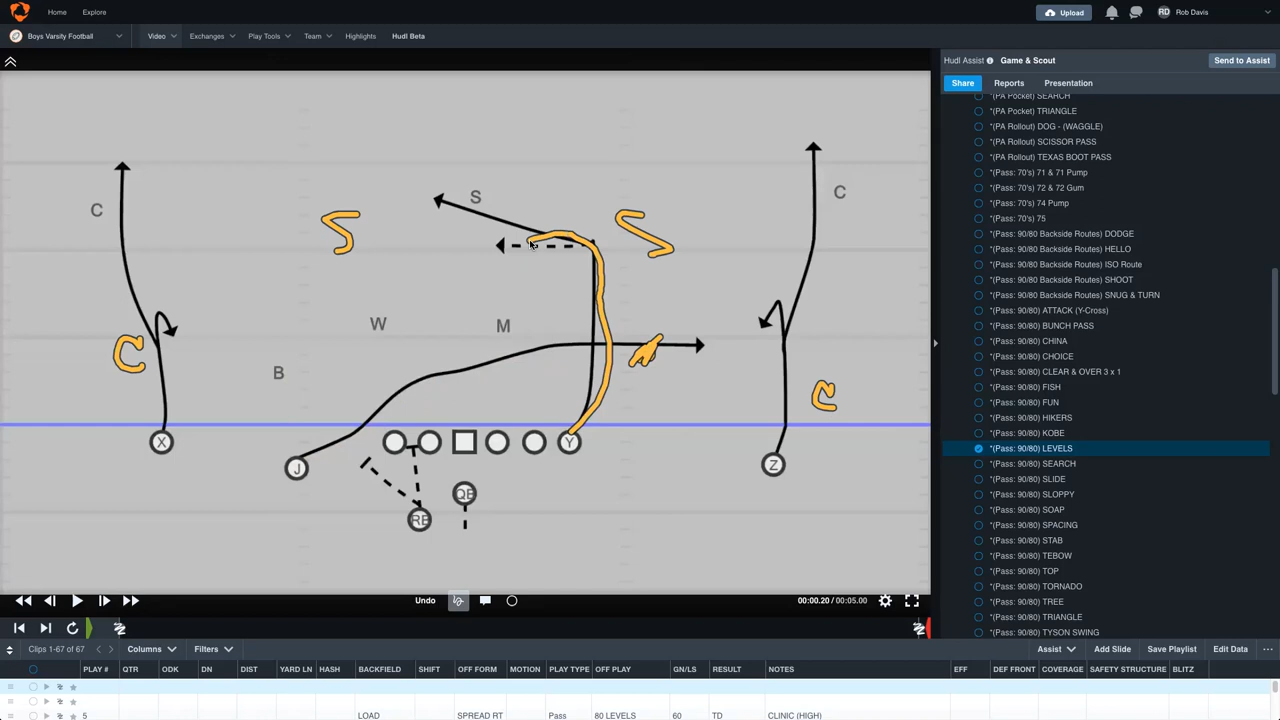 Home
Explore
Upload
RD
Rob Davis
Boys Varsity Football
Video
Exchanges
Play Tools
Team
Highlights
Hudl Beta
Hudl Assist
Game & Scout
Send to Assist
Share
Reports
Presentation
*(PA Pocket) SEARCH
*(PA Pocket) TRIANGLE
*(PA Rollout) DOG - (WAGGLE)
*(PA Rollout) SCISSOR PASS
*(PA Rollout) TEXAS BOOT PASS
*(Pass: 70's) 71 & 71 Pump
*(Pass: 70's) 72 & 72 Gum
*(Pass: 70's) 74 Pump
*(Pass: 70's) 75
*(Pass: 90/80 Backside Routes) DODGE
*(Pass: 90/80 Backside Routes) HELLO
*(Pass: 90/80 Backside Routes) ISO Route
*(Pass: 90/80 Backside Routes) SHOOT
*(Pass: 90/80 Backside Routes) SNUG & TURN
*(Pass: 90/80) ATTACK (Y-Cross)
*(Pass: 90/80) BUNCH PASS
*(Pass: 90/80) CHINA
*(Pass: 90/80) CHOICE
*(Pass: 90/80) CLEAR & OVER 3 x 1
*(Pass: 90/80) FISH
*(Pass: 90/80) FUN
*(Pass: 90/80) HIKERS
*(Pass: 90/80) KOBE
*(Pass: 90/80) LEVELS
*(Pass: 90/80) SEARCH
*(Pass: 90/80) SLIDE
*(Pass: 90/80) SLOPPY
*(Pass: 90/80) SOAP
*(Pass: 90/80) SPACING
*(Pass: 90/80) STAB
*(Pass: 90/80) TEBOW
*(Pass: 90/80) TOP
*(Pass: 90/80) TORNADO
*(Pass: 90/80) TREE
*(Pass: 90/80) TRIANGLE
*(Pass: 90/80) TYSON SWING
C
S
C
S
S
W
M
C
B
C
X
J
Y
Z
QB
RB
Undo
00:00.20 / 00:05.00
Clips 1-67 of 67
Columns
Filters
Assist
Add Slide
Save Playlist
Edit Data
PLAY # QTR ODK DN DIST YARD LN HASH BACKFIELD SHIFT OFF FORM MOTION PLAY TYPE OFF PLAY GN/LS RESULT NOTES EFF DEF FRONT COVERAGE SAFETY STRUCTURE BLITZ
5 LOAD SPREAD RT Pass 80 LEVELS 60 TD CLINIC (HIGH)